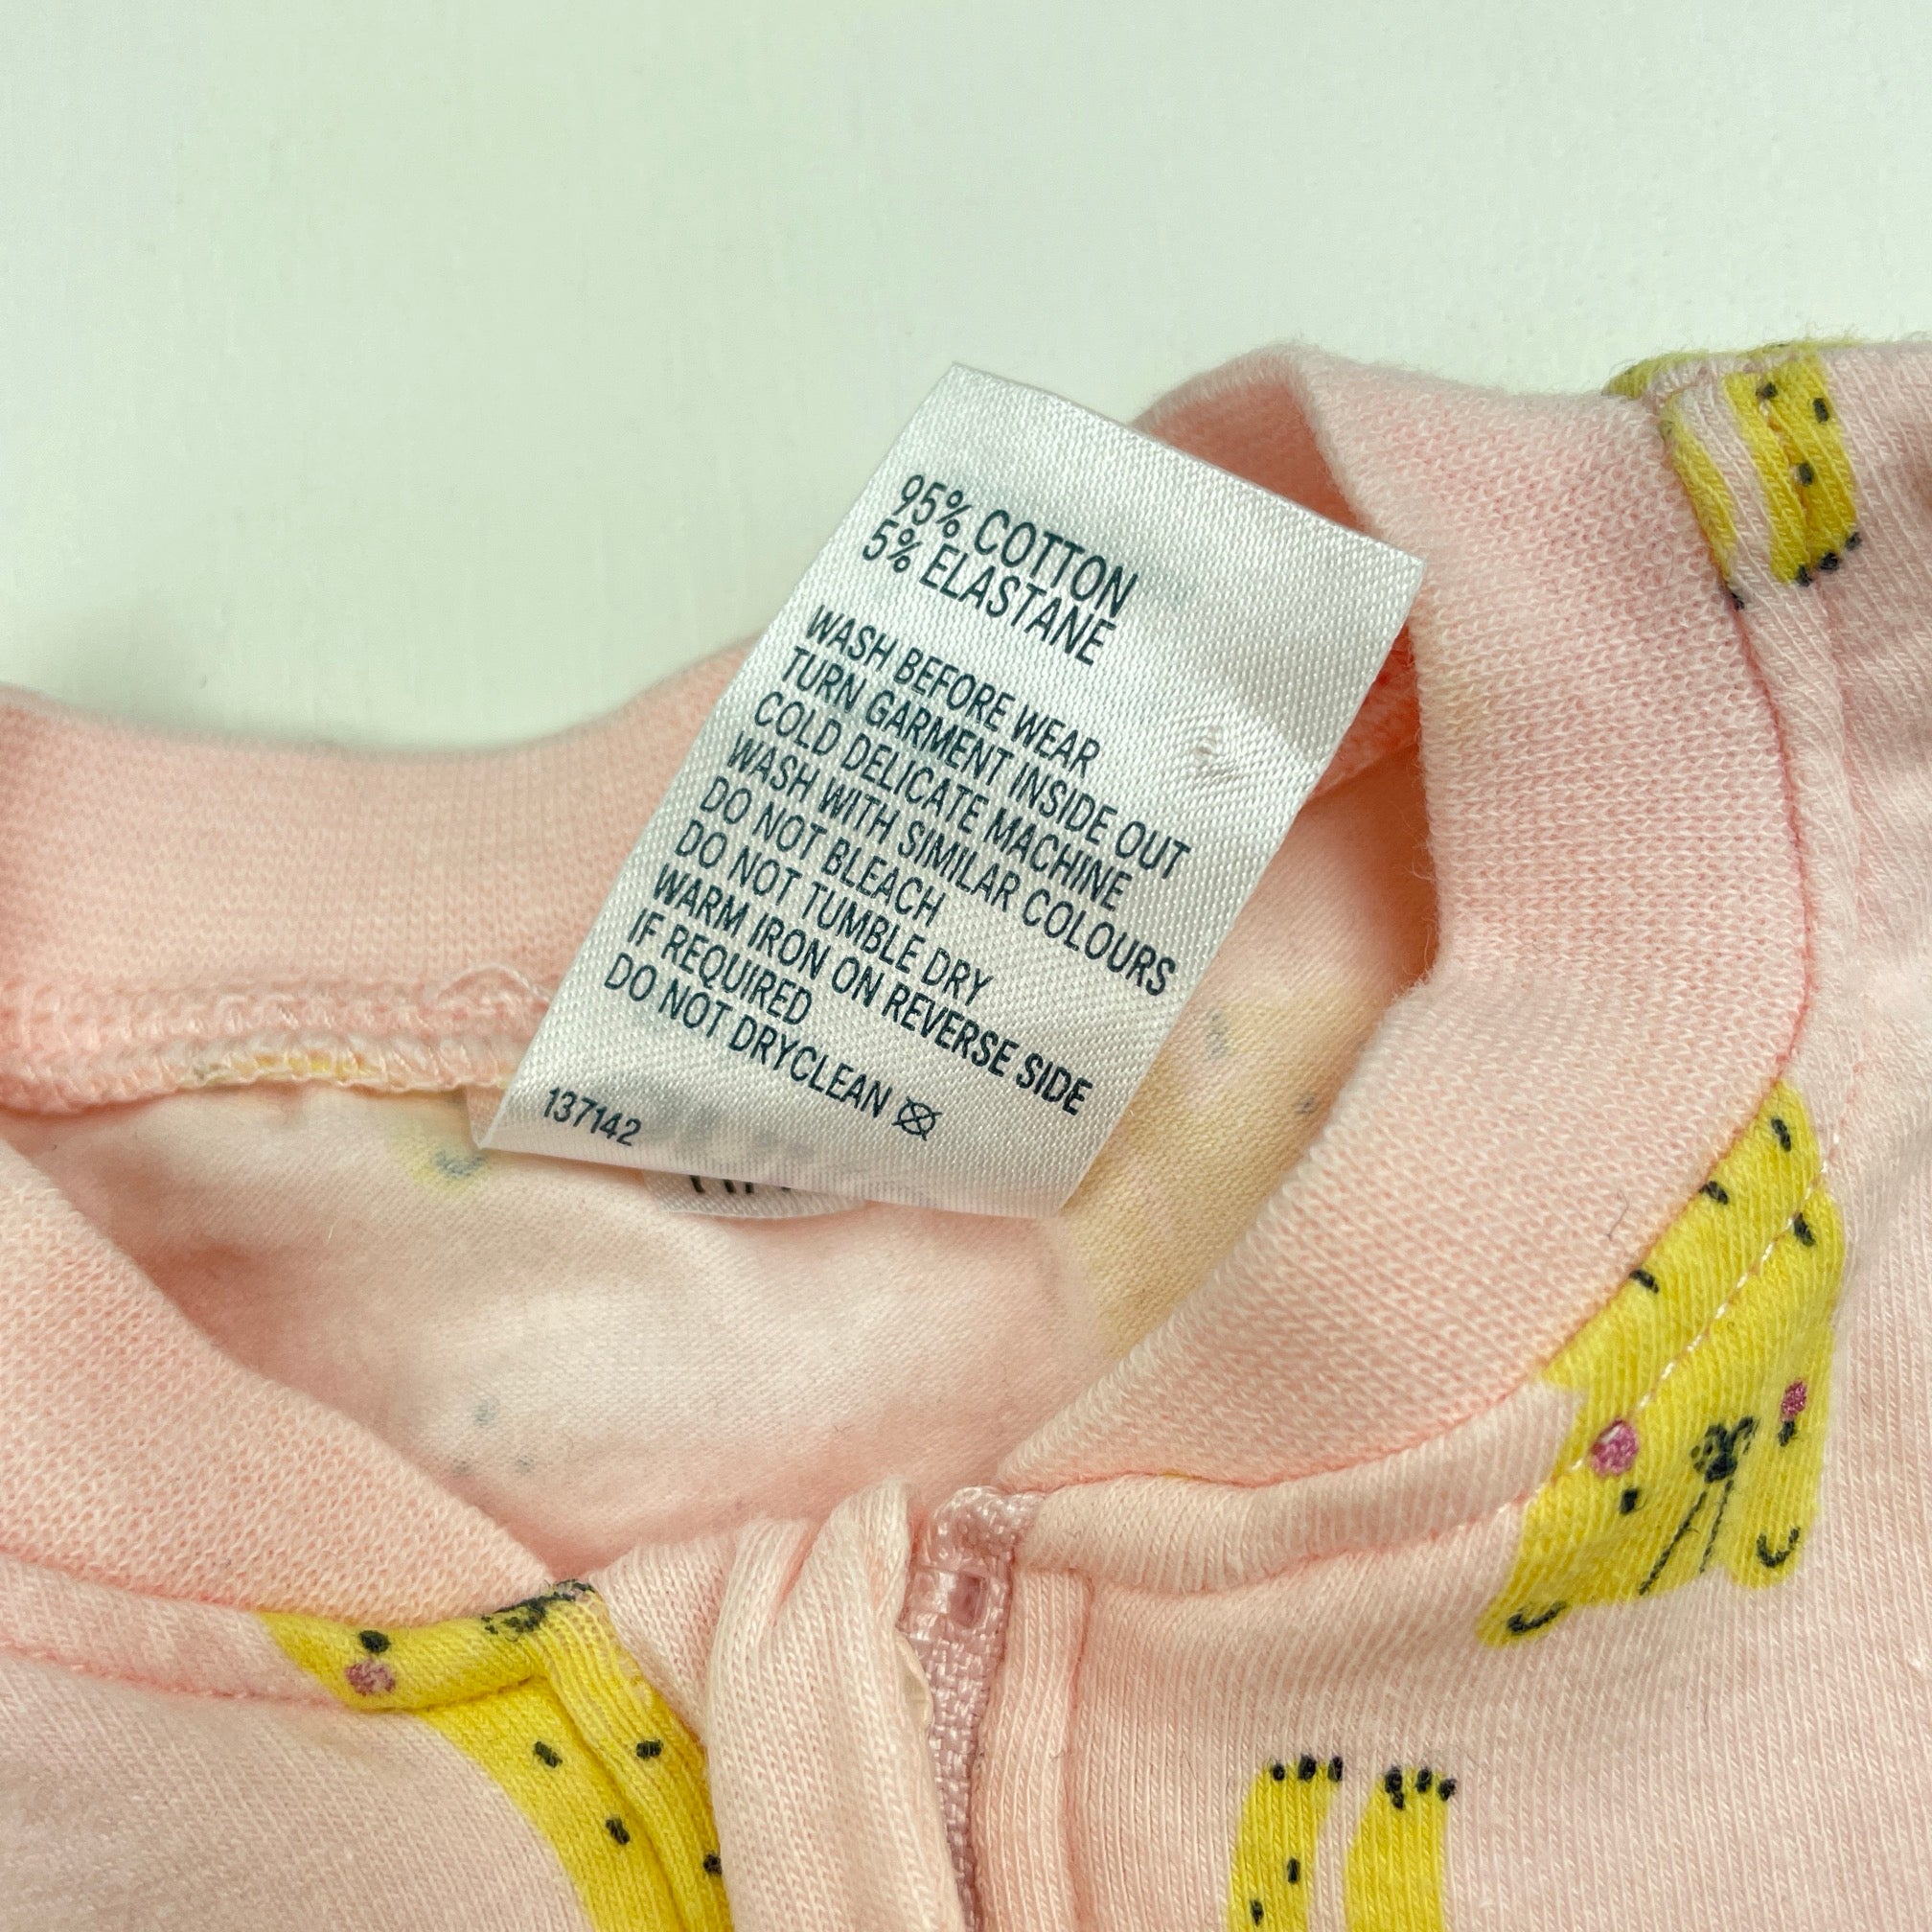 95% COTTON
5% ELASTANE
WASH BEFORE WEAR
TURN GARMENT INSIDE OUT
COLD DELICATE MACHINE
WASH WITH SIMILAR COLOURS
DO NOT BLEACH
DO NOT TUMBLE DRY
WARM IRON ON REVERSE SIDE
IF REQUIRED
DO NOT DRYCLEAN
137142